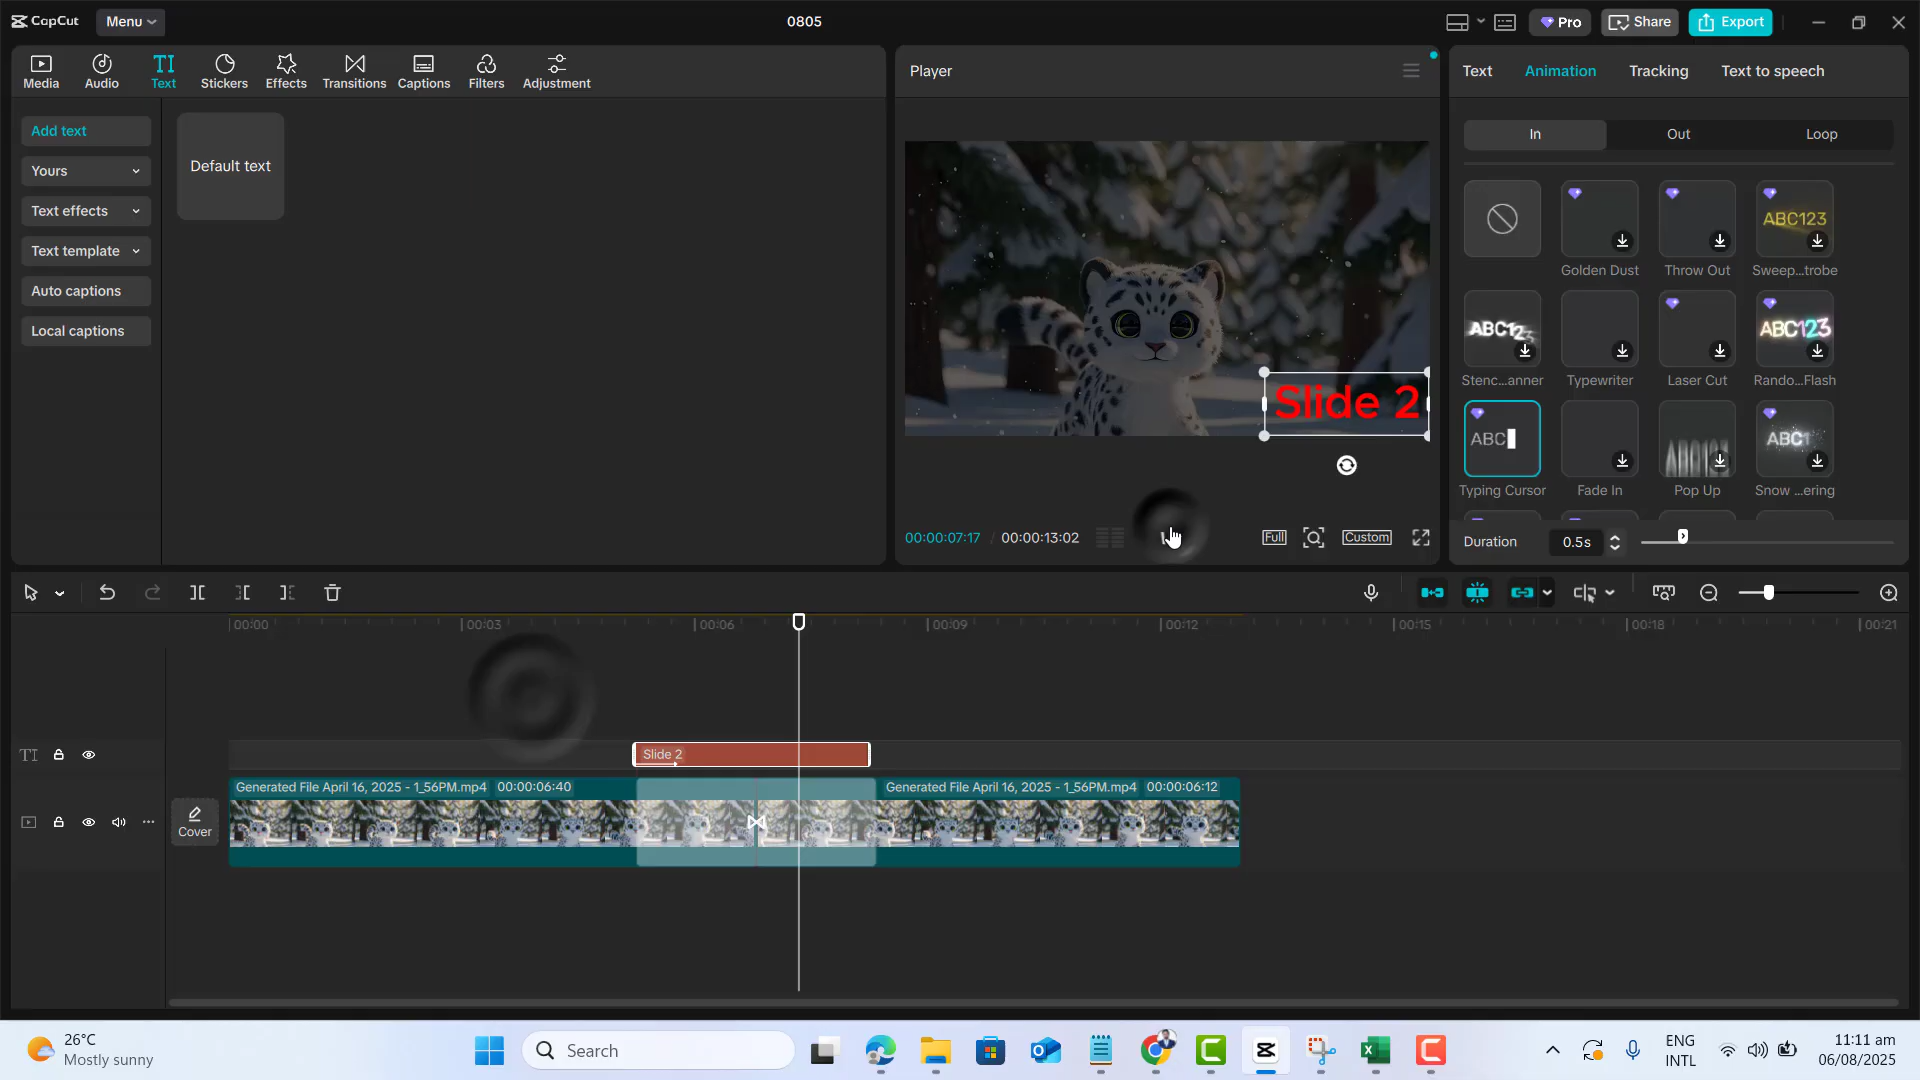 CapCut
Menu
0805
Pro
Share
Export
Media
Audio
Text
Stickers
Effects
Transitions
Captions
Filters
Adjustment
Add text
Yours
Text effects
Text template
Auto captions
Local captions
Default text
Player
Slide 2
00:00:07:17 / 00:00:13:02
Full
Custom
Text
Animation
Tracking
Text to speech
In
Out
Loop
Golden Dust
Throw Out
ABC123
Sweep...trobe
ABC123
Stenc...anner
Typewriter
Laser Cut
ABC123
Rando...Flash
ABC
Typing Cursor
Fade In
ABC123
Pop Up
ABC1
Snow ...ering
Duration
0.5s
00:00
00:03
00:06
00:09
00:12
00:15
00:18
00:21
TI
Slide 2
Cover
Generated File April 16, 2025 - 1_56PM.mp4 00:00:06:40
Generated File April 16, 2025 - 1_56PM.mp4 00:00:06:12
26°C
Mostly sunny
Search
ENG
INTL
11:11 am
06/08/2025